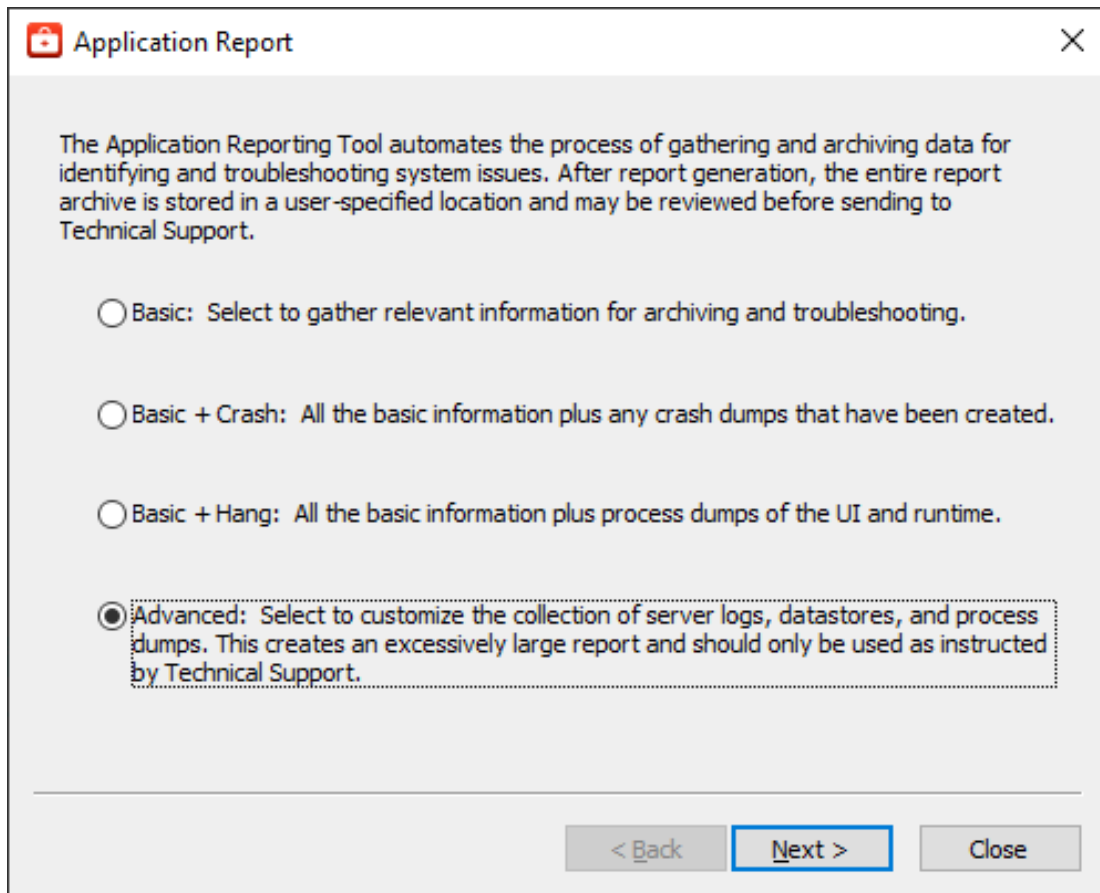 Application Report
The Application Reporting Tool automates the process of gathering and archiving data for
identifying and troubleshooting system issues. After report generation, the entire report
archive is stored in a user-specified location and may be reviewed before sending to
Technical Support.
Basic:  Select to gather relevant information for archiving and troubleshooting.
Basic + Crash:  All the basic information plus any crash dumps that have been created.
Basic + Hang:  All the basic information plus process dumps of the UI and runtime.
Advanced:  Select to customize the collection of server logs, datastores, and process
dumps. This creates an excessively large report and should only be used as instructed
by Technical Support.
< Back Next > Close